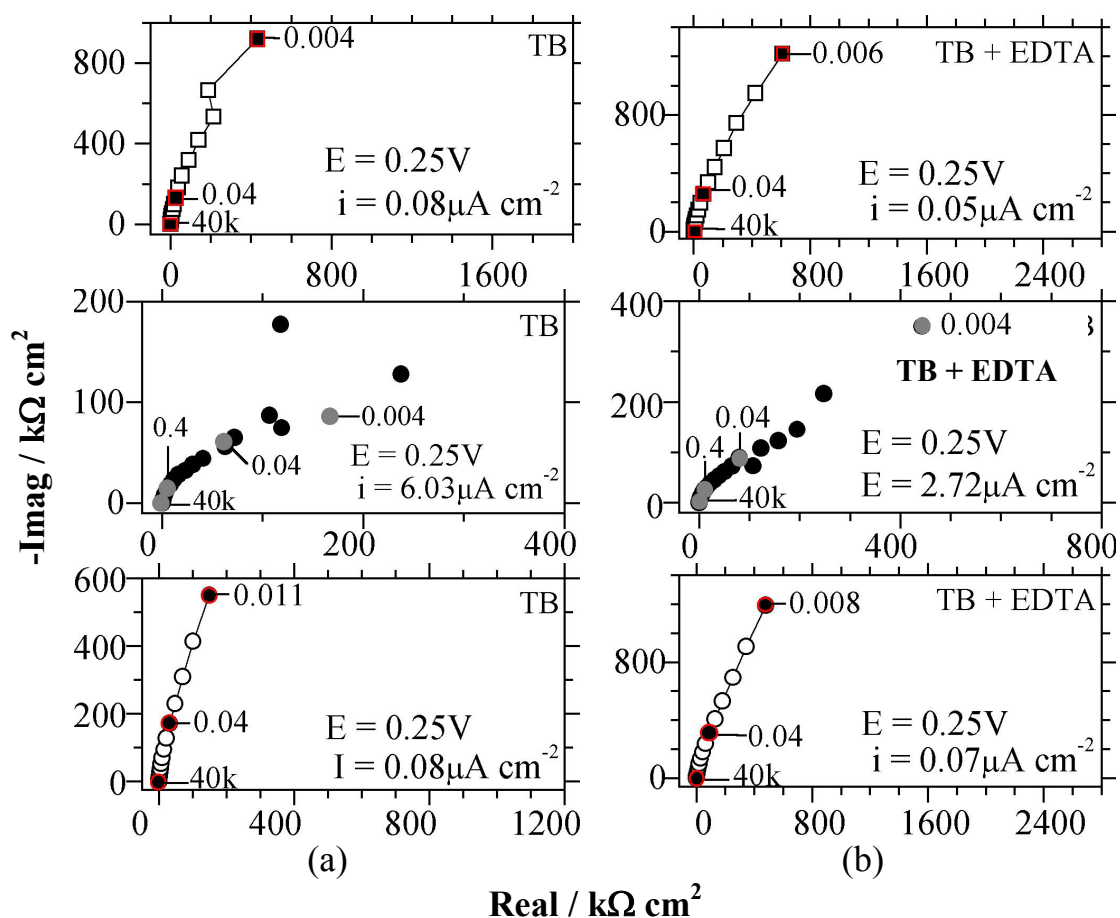 -Imag / kΩ cm²
800
400
0
0.004
TB
E = 0.25V
i = 0.08μA cm⁻²
0.04
40k
0 800 1600
800
0
0.006
TB + EDTA
E = 0.25V
i = 0.05μA cm⁻²
0.04
40k
0 800 1600 2400
200
100
0
TB
0.4
0.004
0.04
E = 0.25V
i = 6.03μA cm⁻²
40k
0 200 400
400
200
0
0.004
TB + EDTA
0.04
0.4
E = 0.25V
E = 2.72μA cm⁻²
40k
0 400 800
600
400
200
0
0.011
TB
0.04
E = 0.25V
I = 0.08μA cm⁻²
40k
0 400 800 1200
800
0
0.008
TB + EDTA
0.04
E = 0.25V
i = 0.07μA cm⁻²
40k
0 800 1600 2400
(a) (b)
Real / kΩ cm²